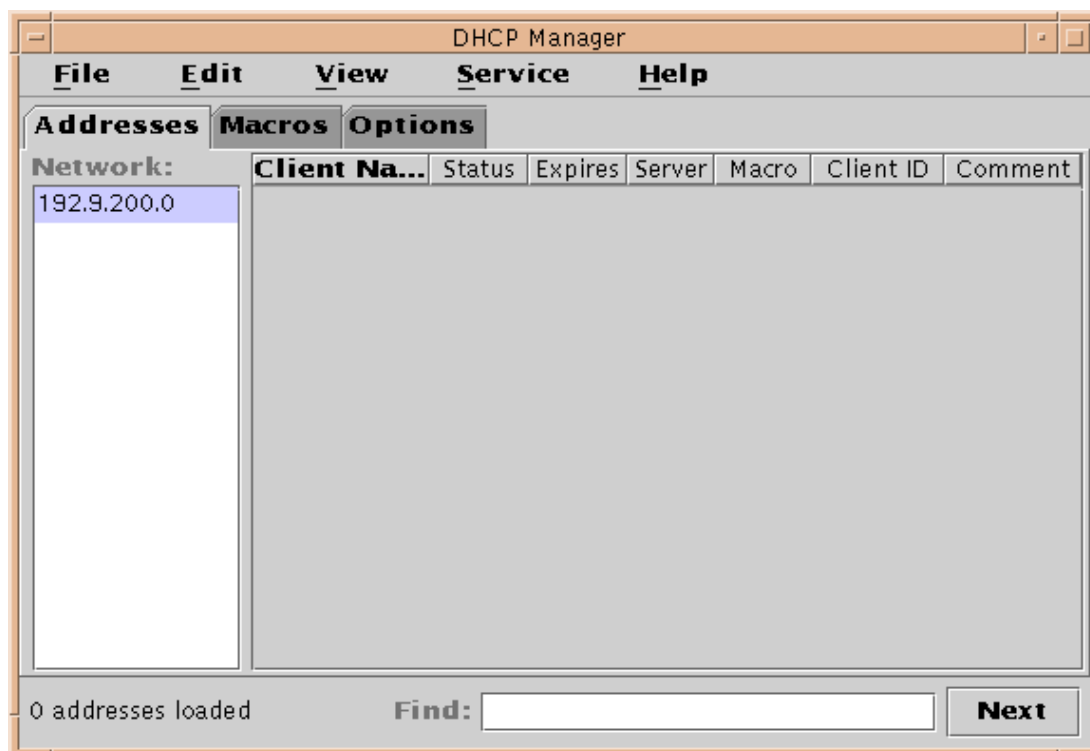 DHCP Manager
File Edit View Service Help
Addresses Macros Options
Network: Client Na... Status Expires Server Macro Client ID Comment
192.9.200.0
0 addresses loaded Find: Next